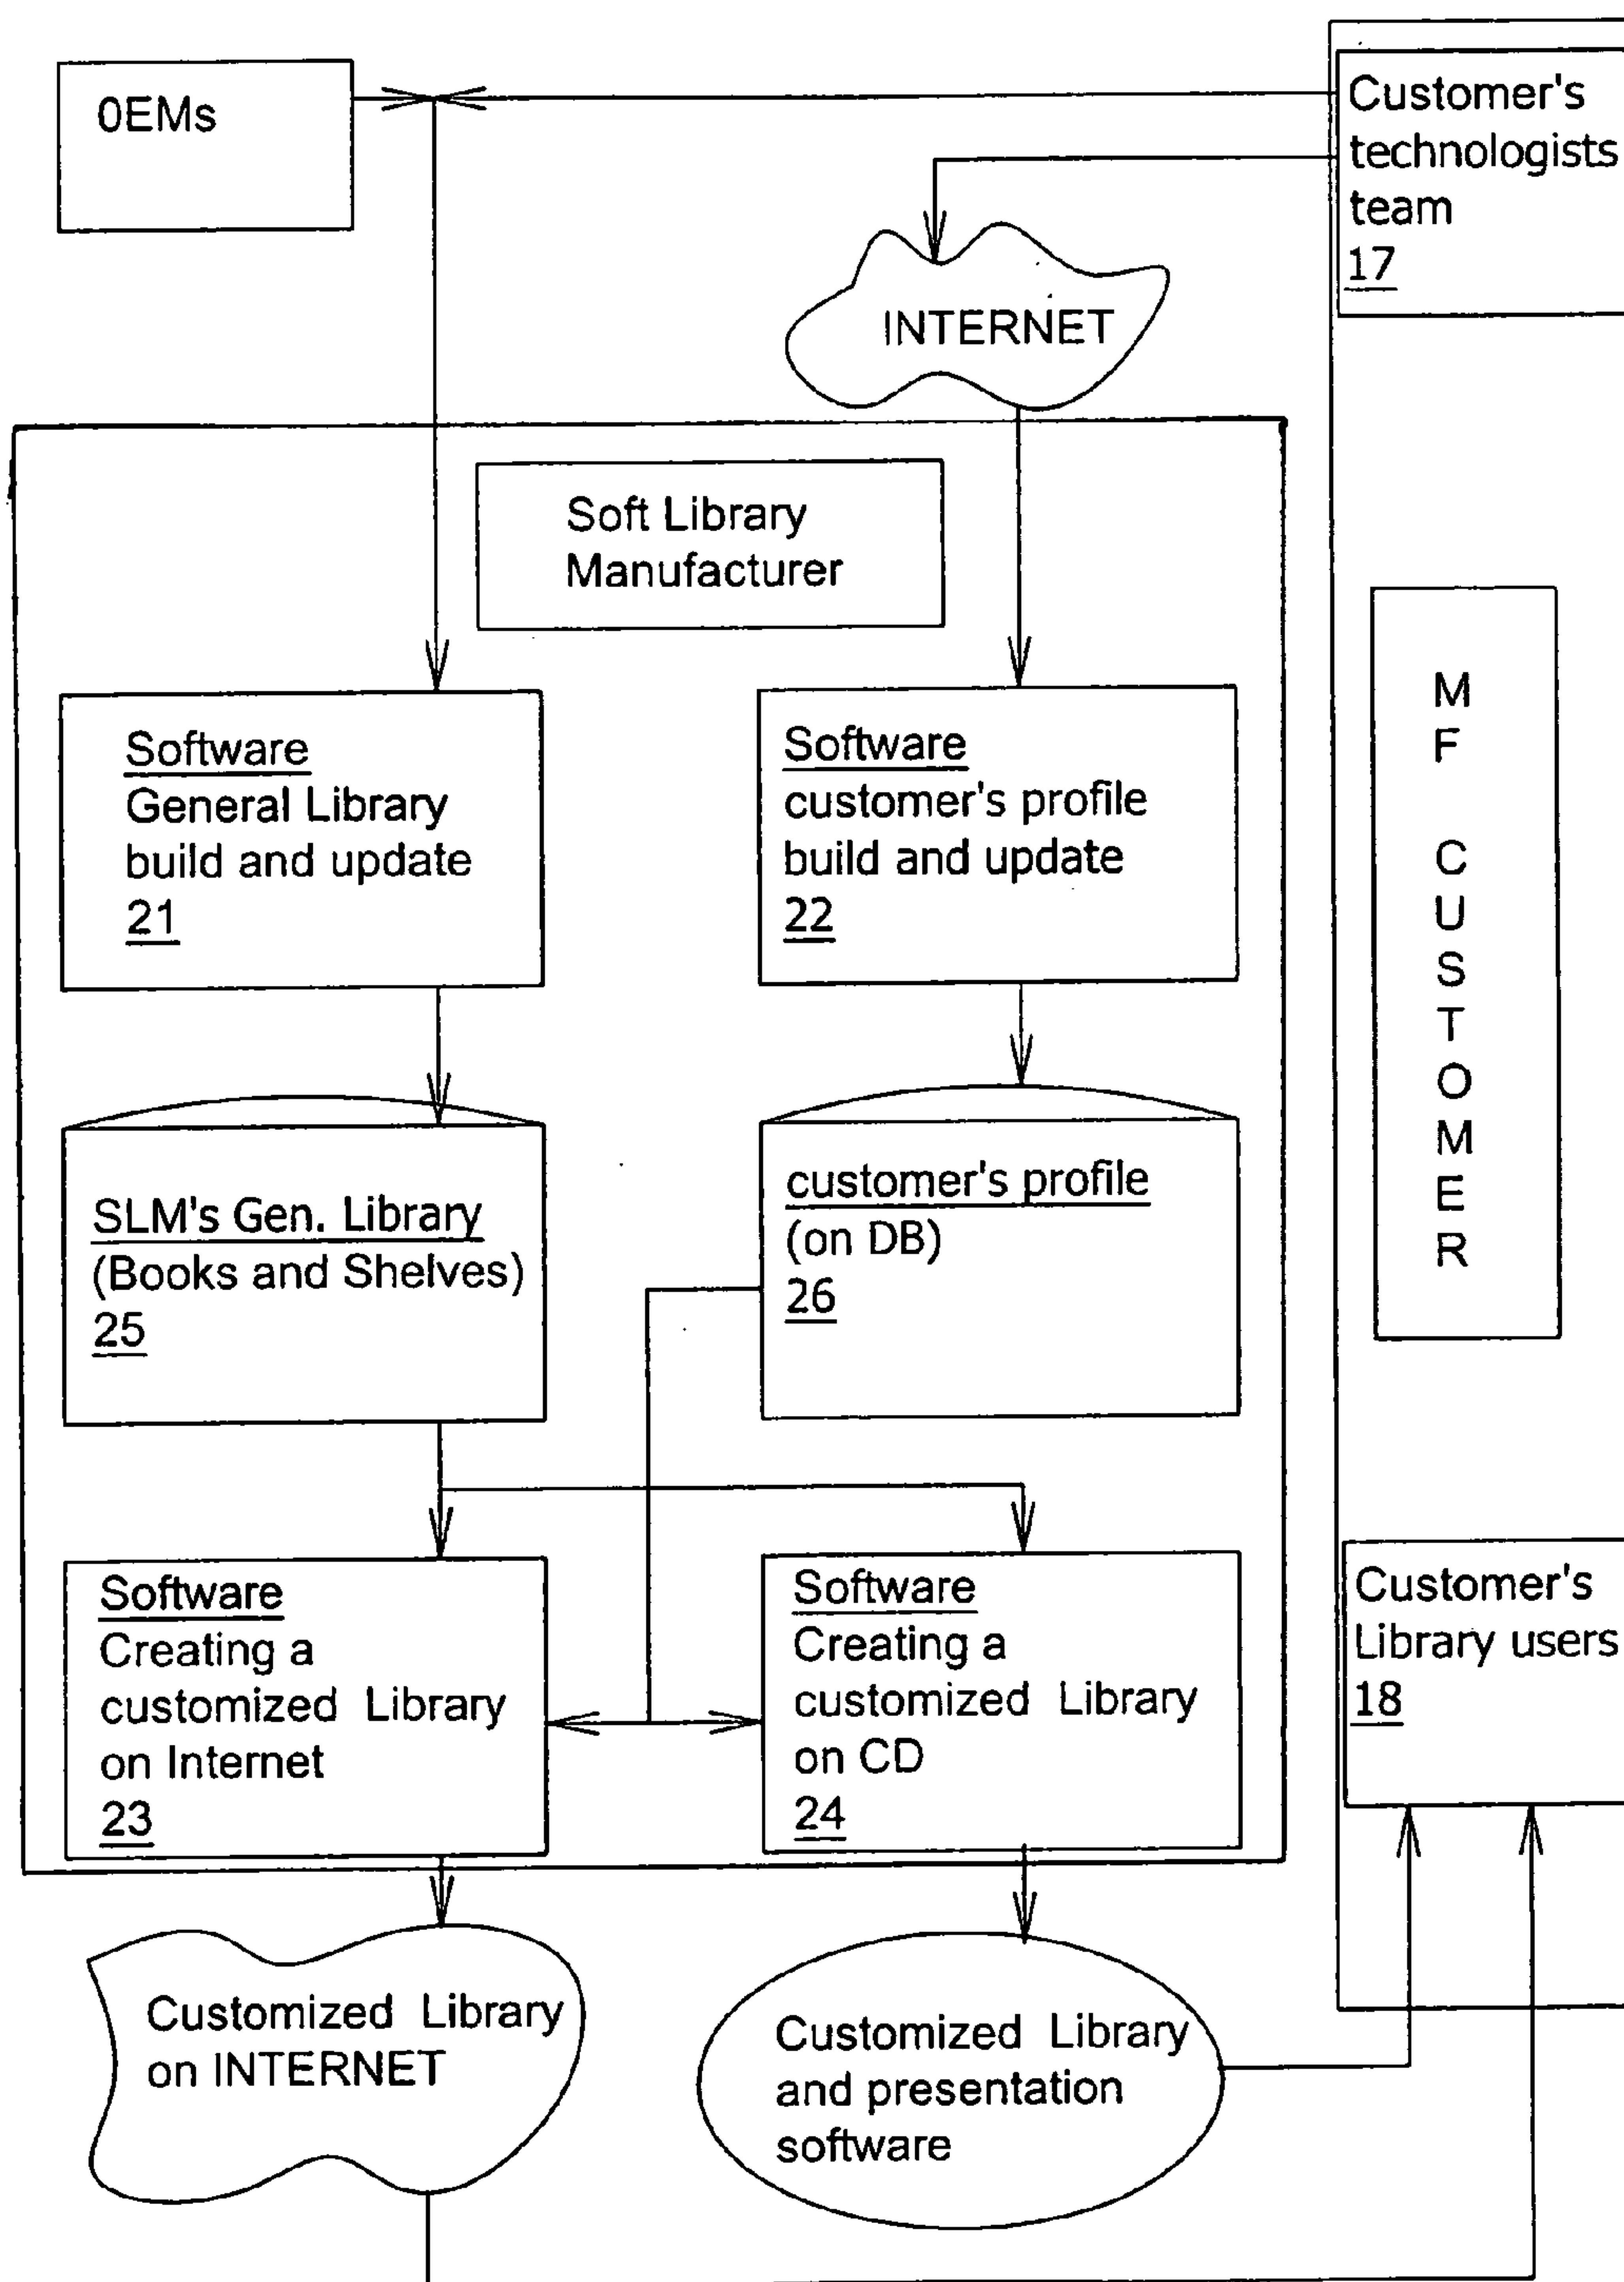 0EMs
Customer's
technologists
team
17
INTERNET
Soft Library
Manufacturer
Software
General Library
build and update
21
Software
customer's profile
build and update
22
M
F
C
U
S
T
O
M
E
R
SLM's Gen. Library
(Books and Shelves)
25
customer's profile
(on DB)
26
Software
Creating a
customized Library
on Internet
23
Software
Creating a
customized Library
on CD
24
Customer's
Library users
18
Customized Library
on INTERNET
Customized Library
and presentation
software